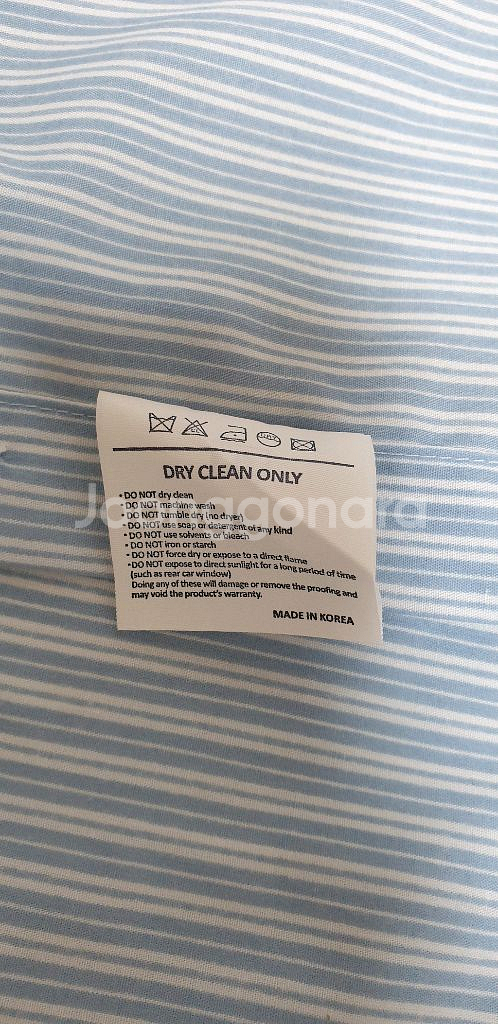 DRY CLEAN ONLY
• DO NOT dry clean
• DO NOT machine wash
• DO NOT tumble dry (no dryer)
• DO NOT use soap or detergent of any kind
• DO NOT use solvents or bleach
• DO NOT iron or starch
• DO NOT force dry or expose to a direct flame
• DO NOT expose to direct sunlight for a long period of time
(such as rear car window)
Doing any of these will damage or remove the proofing and
may void the product's warranty.
MADE IN KOREA
Joonggonara